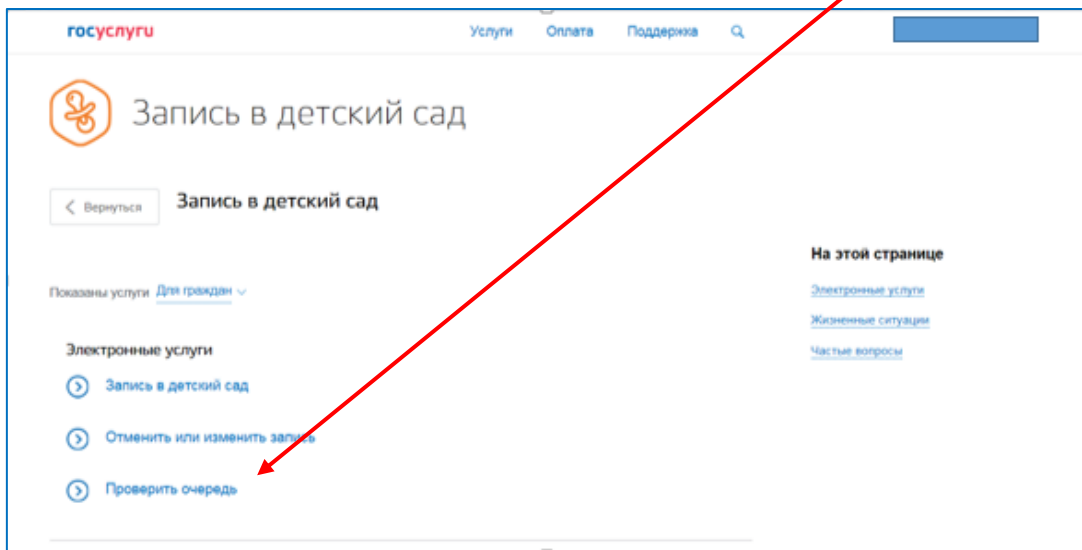 госуслуги
Услуги Оплата Поддержка
Запись в детский сад
Вернуться
Запись в детский сад
На этой странице
Показаны услуги Для граждан
Электронные услуги
Жизненные ситуации
Электронные услуги
Частые вопросы
Запись в детский сад
Отменить или изменить запись
Проверить очередь